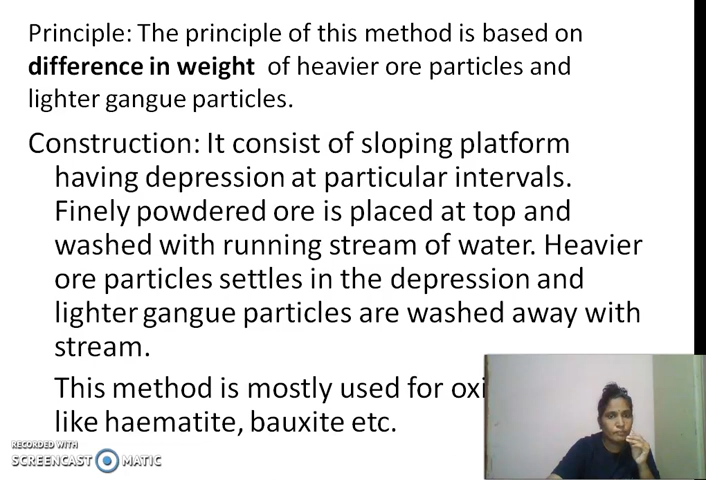 Principle: The principle of this method is based on
difference in weight of heavier ore particles and
lighter gangue particles.
Construction: It consist of sloping platform
having depression at particular intervals.
Finely powdered ore is placed at top and
washed with running stream of water. Heavier
ore particles settles in the depression and
lighter gangue particles are washed away with
stream.
This method is mostly used for oxi
like haematite, bauxite etc.
RECORDED WITH
SCREENCAST MATIC